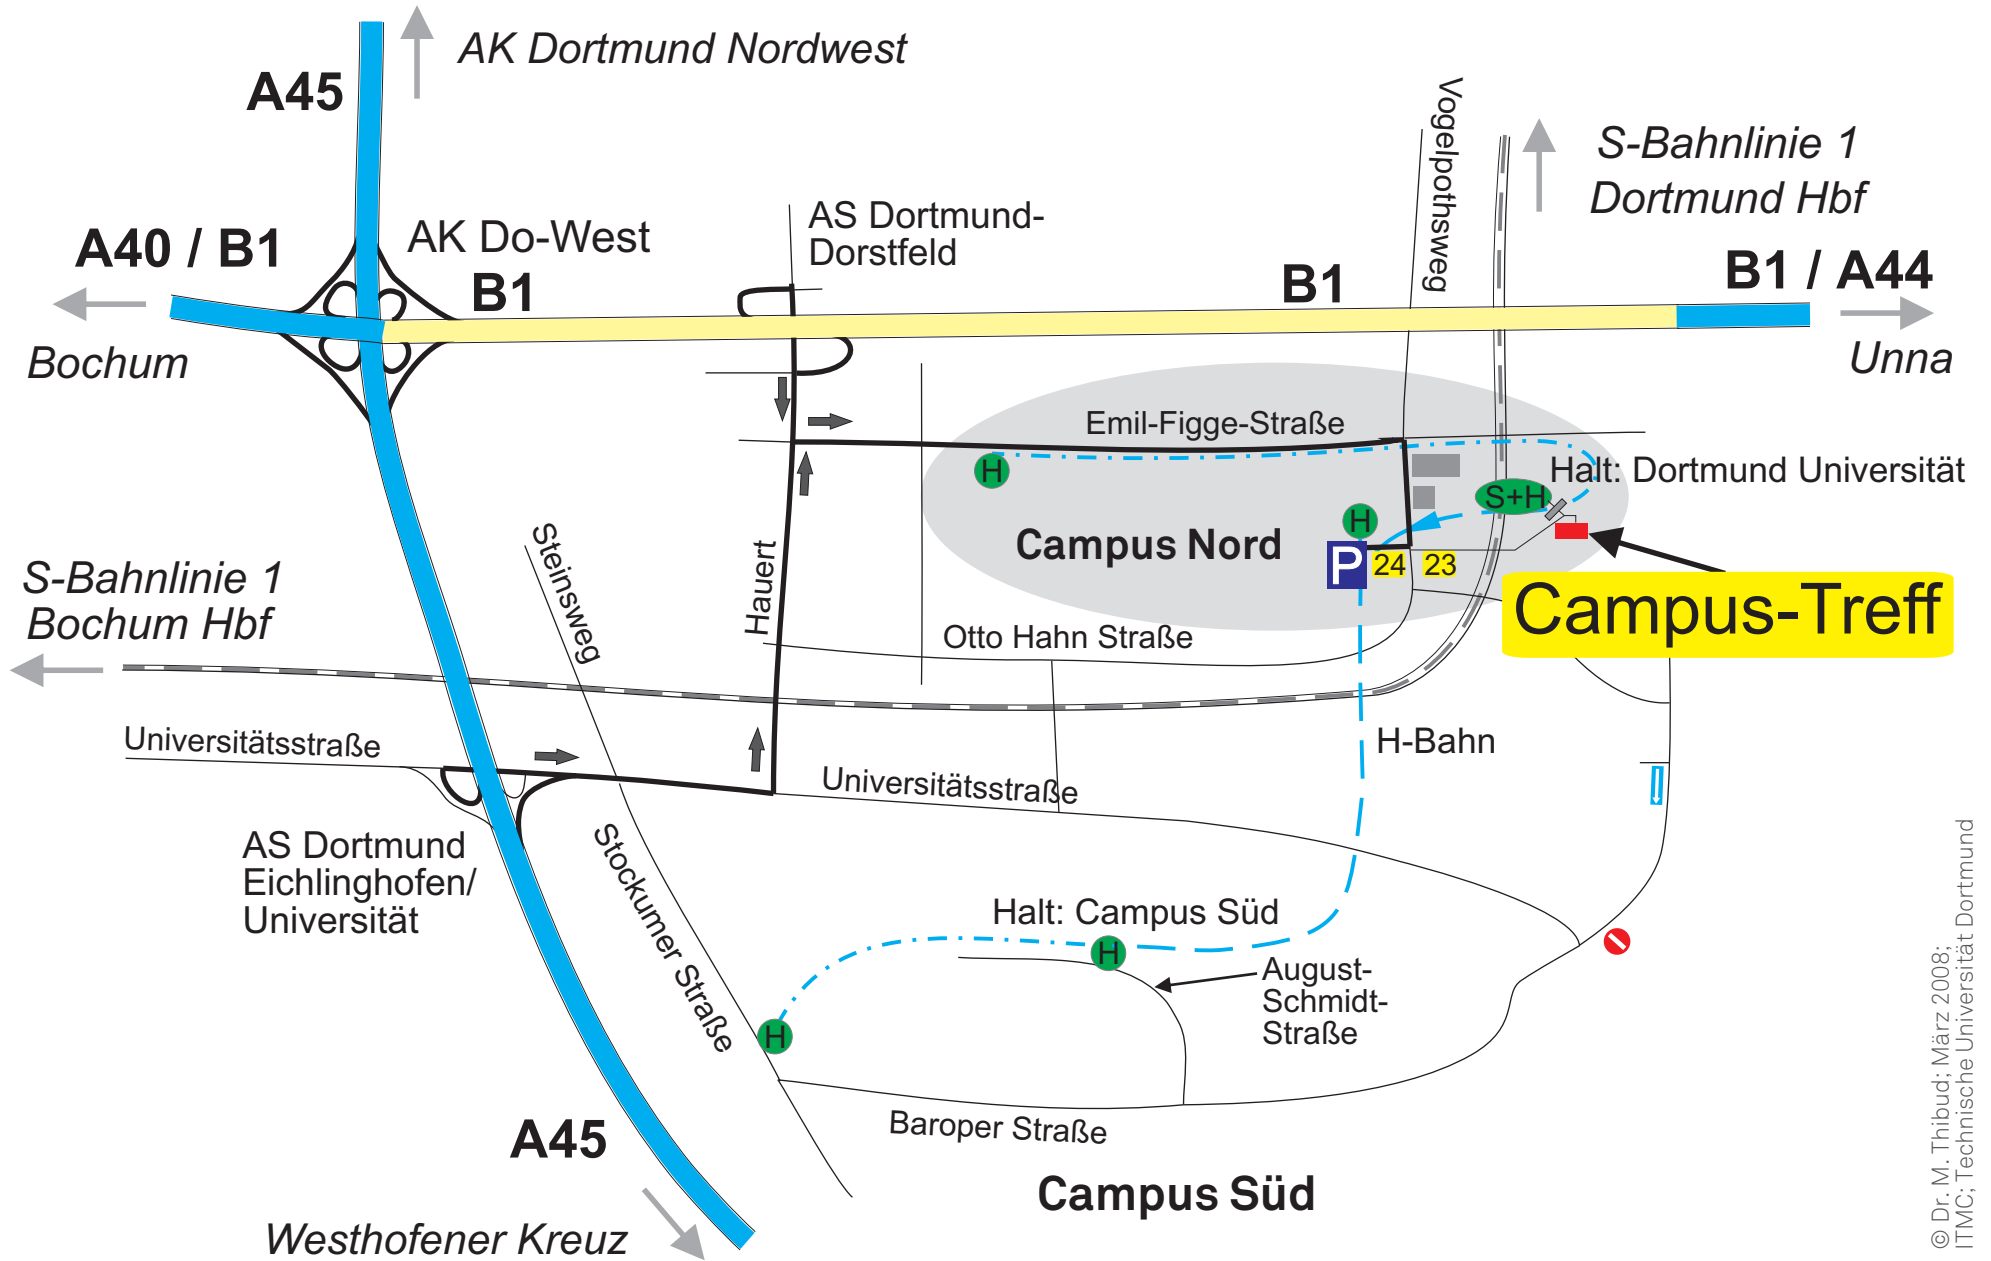 AK Dortmund Nordwest
A45
Vogelpothsweg
S-Bahnlinie 1
Dortmund Hbf
AS Dortmund-
Dorstfeld
AK Do-West
A40 / B1
B1
B1
B1 / A44
Bochum
Unna
Emil-Figge-Straße
Halt: Dortmund Universität
H
S+H
H
Campus Nord
P
24
23
Campus-Treff
Steinsweg
Hauert
S-Bahnlinie 1
Bochum Hbf
Otto Hahn Straße
Universitätsstraße
H-Bahn
Universitätsstraße
AS Dortmund
Eichlinghofen/
Universität
Stockumer Straße
Halt: Campus Süd
H
August-
Schmidt-
Straße
H
Baroper Straße
A45
Campus Süd
Westhofener Kreuz
© Dr. M. Thibud; März 2008;
ITMC; Technische Universität Dortmund